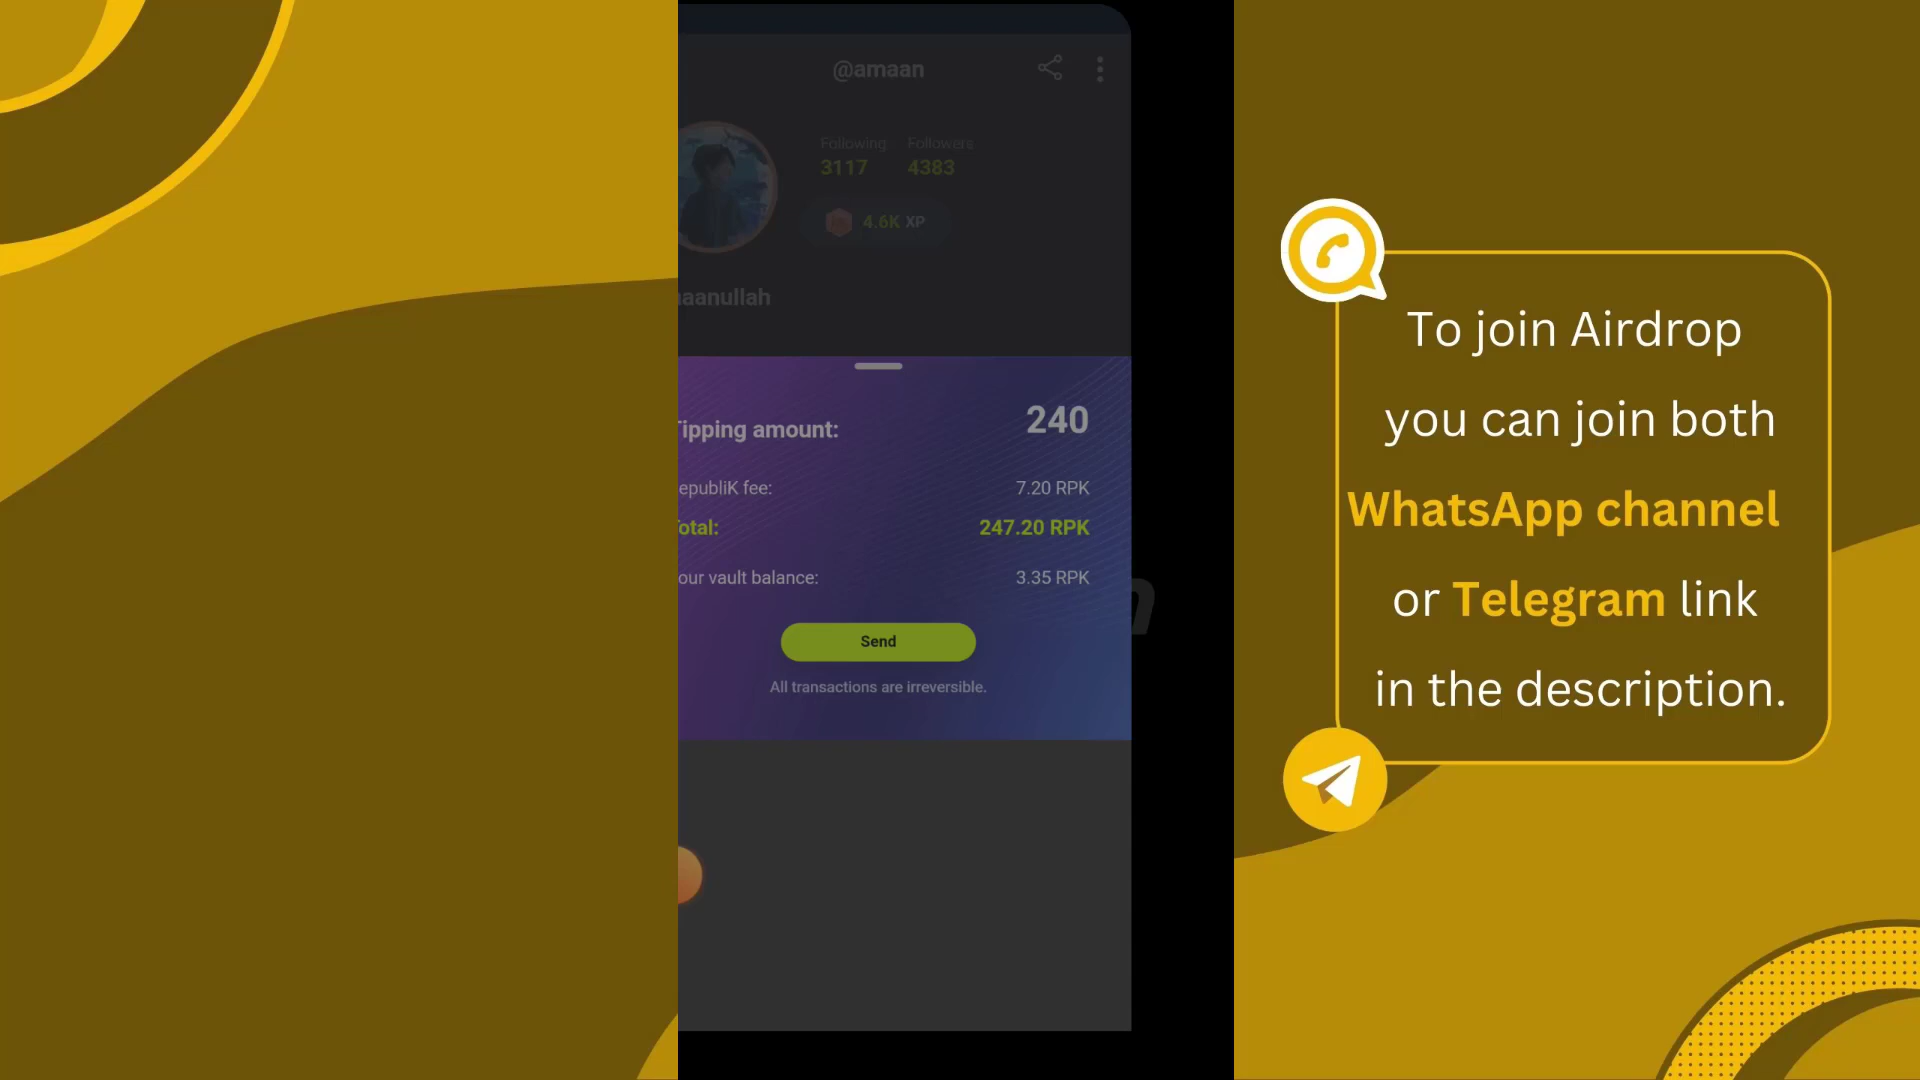 @amaan
Following Followers
3117 4383
4.6K XP
aanullah
Tipping amount: 240
epubliK fee: 7.20 RPK
Total: 247.20 RPK
our vault balance: 3.35 RPK
Send
All transactions are irreversible.
To join Airdrop
you can join both
WhatsApp channel
or Telegram link
in the description.